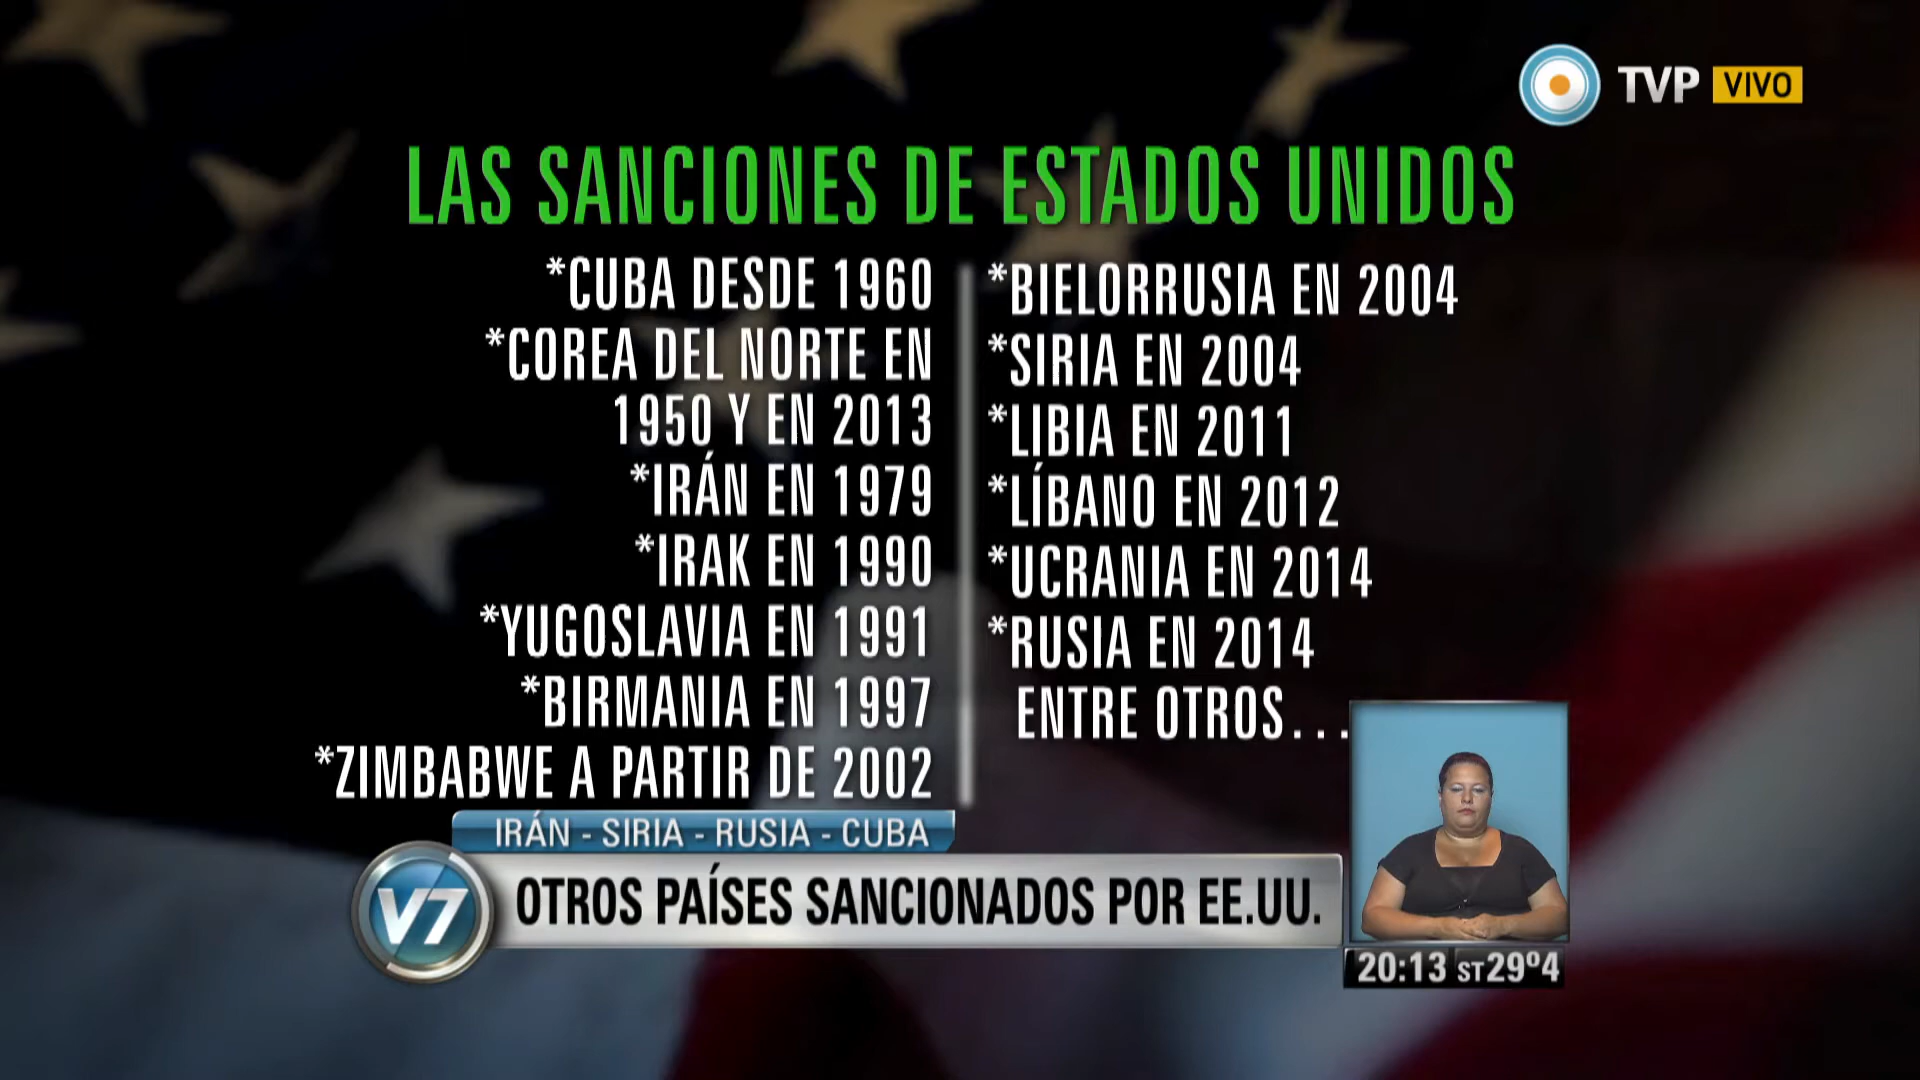 TVP VIVO
LAS SANCIONES DE ESTADOS UNIDOS
*CUBA DESDE 1960
*COREA DEL NORTE EN
1950 Y EN 2013
*IRÁN EN 1979
*IRAK EN 1990
*YUGOSLAVIA EN 1991
*BIRMANIA EN 1997
*ZIMBABWE A PARTIR DE 2002
*BIELORRUSIA EN 2004
*SIRIA EN 2004
*LIBIA EN 2011
*LÍBANO EN 2012
*UCRANIA EN 2014
*RUSIA EN 2014
ENTRE OTROS...
IRÁN - SIRIA - RUSIA - CUBA
V7
OTROS PAÍSES SANCIONADOS POR EE.UU.
20:13 ST 29º4